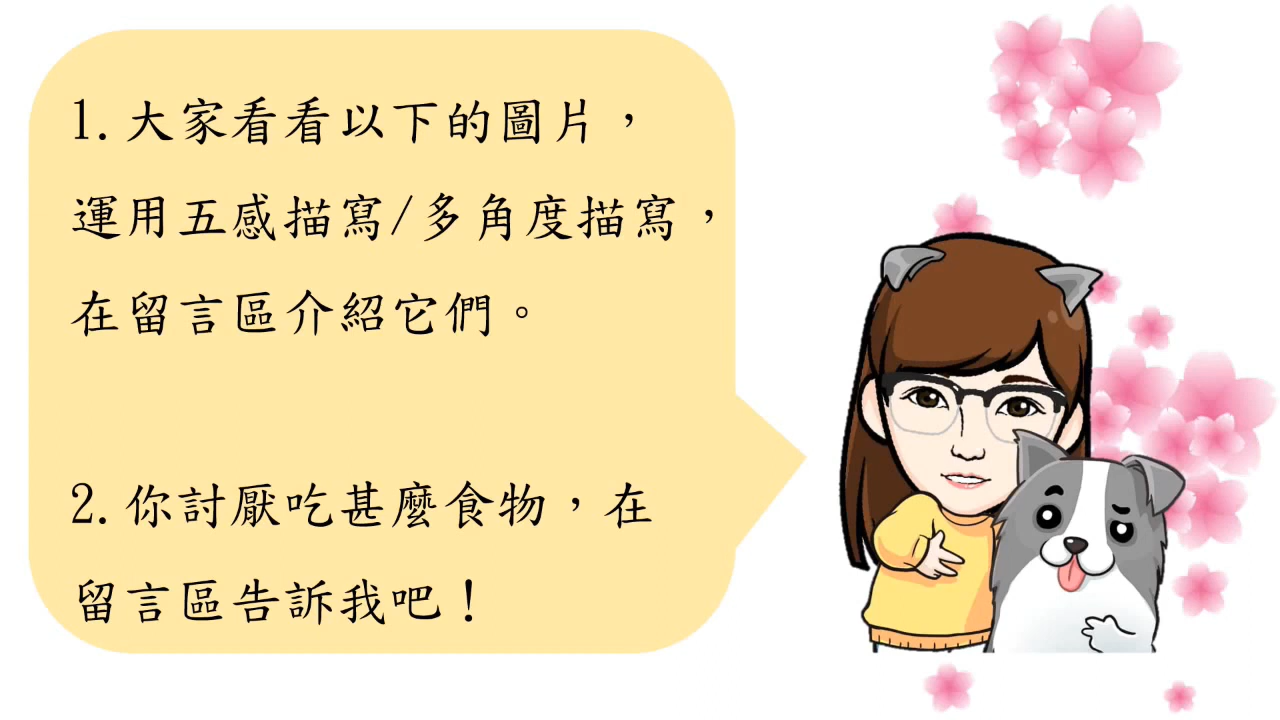 1.大家看看以下的圖片，
運用五感描寫/多角度描寫，
在留言區介紹它們。
2.你討厭吃甚麼食物，在
留言區告訴我吧！